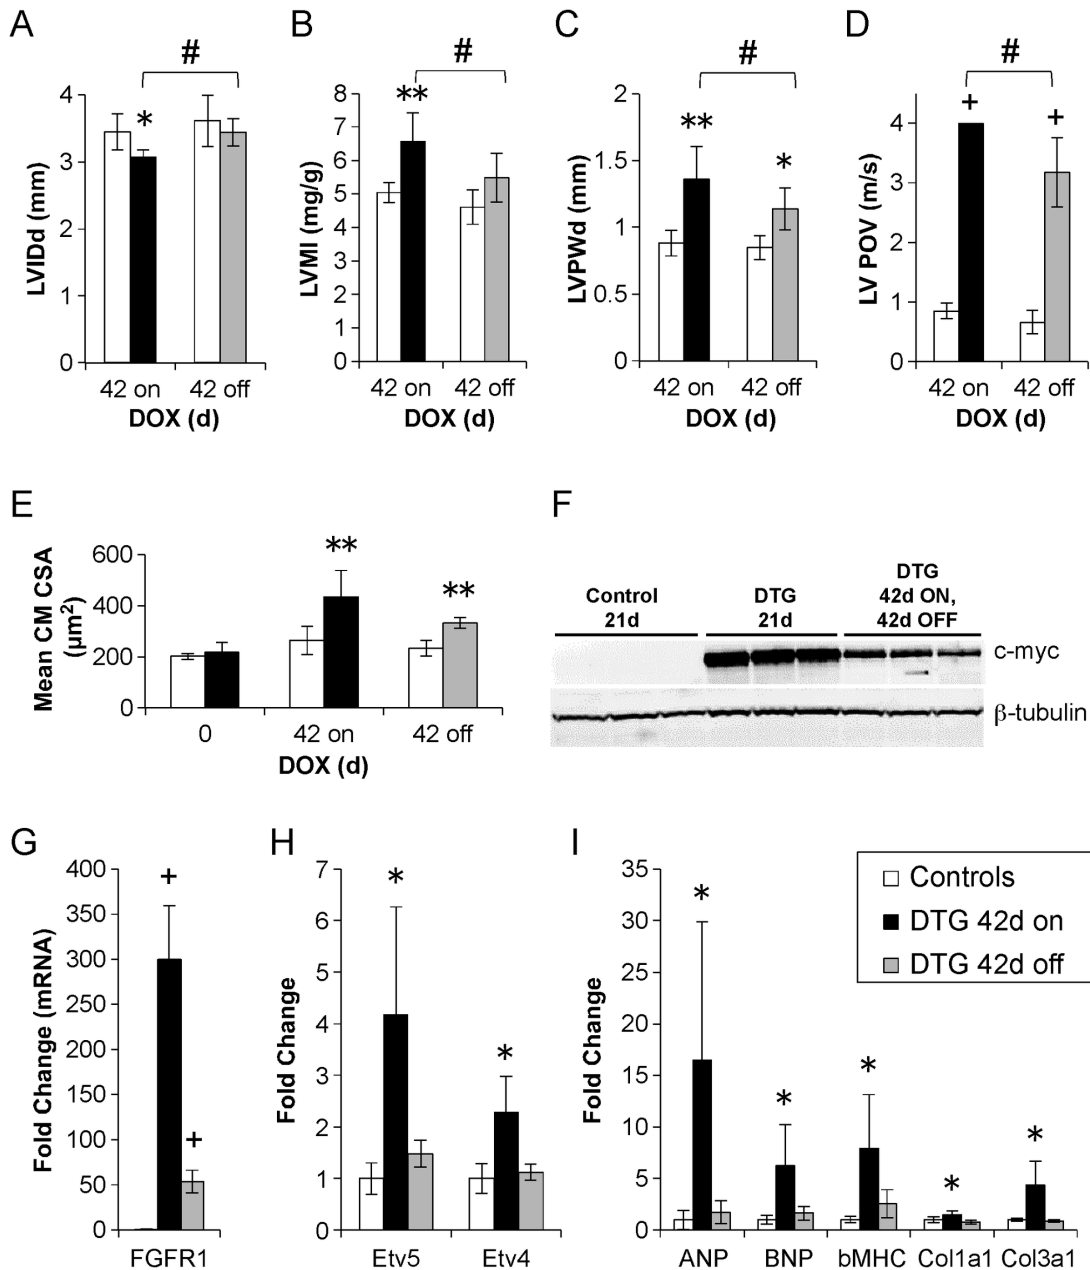 A
#
LVIDd (mm)
4
3
2
1
0
*
42 on 42 off
DOX (d)
B
#
LVMI (mg/g)
8
7
6
5
4
3
2
1
0
**
42 on 42 off
DOX (d)
C
#
LVPWd (mm)
2
1.5
1
0.5
0
**
*
42 on 42 off
DOX (d)
D
#
LV POV (m/s)
4
3
2
1
0
+
+
42 on 42 off
DOX (d)
E
Mean CM CSA
(µm²)
600
400
200
0
**
**
0 42 on 42 off
DOX (d)
F
Control
21d
DTG
21d
DTG
42d ON,
42d OFF
c-myc
β-tubulin
G
Fold Change (mRNA)
400
350
300
250
200
150
100
50
0
+
+
FGFR1
H
Fold Change
7
6
5
4
3
2
1
0
*
*
Etv5 Etv4
I
Fold Change
35
30
25
20
15
10
5
0
*
*
*
*
*
ANP BNP bMHC Col1a1 Col3a1
Controls
DTG 42d on
DTG 42d off